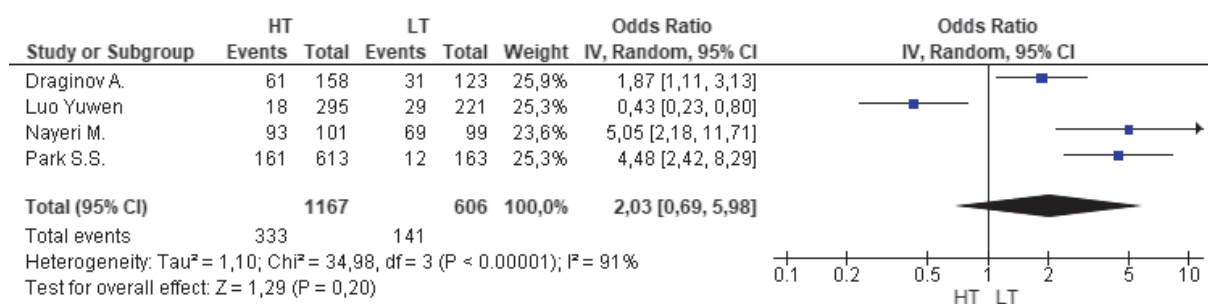 HT LT Odds Ratio Odds Ratio
Study or Subgroup Events Total Events Total Weight IV, Random, 95% CI IV, Random, 95% CI
Draginov A. 61 158 31 123 25,9% 1,87 [1,11, 3,13]
Luo Yuwen 18 295 29 221 25,3% 0,43 [0,23, 0,80]
Nayeri M. 93 101 69 99 23,6% 5,05 [2,18, 11,71]
Park S.S. 161 613 12 163 25,3% 4,48 [2,42, 8,29]
Total (95% CI) 1167 606 100,0% 2,03 [0,69, 5,98]
Total events 333 141
Heterogeneity: Tau² = 1,10; Chi² = 34,98, df = 3 (P < 0.00001); I² = 91%
Test for overall effect: Z = 1,29 (P = 0,20)
0.1 0.2 0.5 1 2 5 10
HT LT